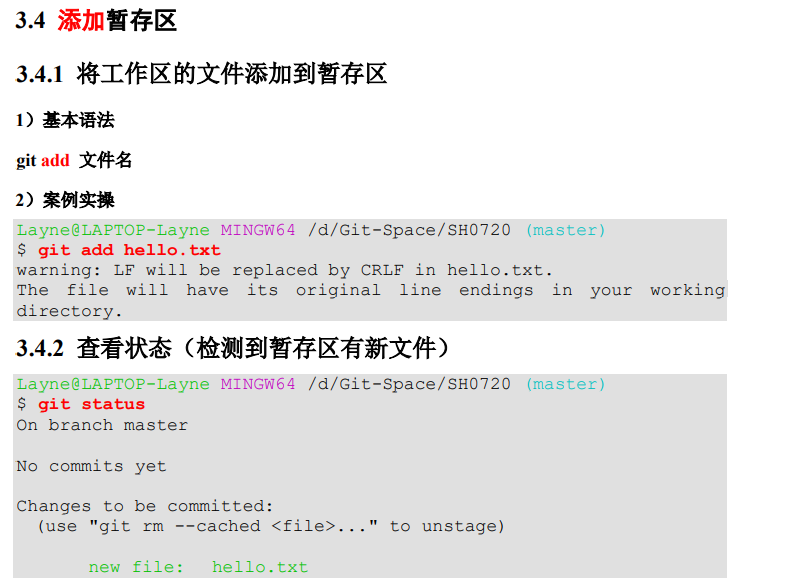 3.4 添加暂存区
3.4.1 将工作区的文件添加到暂存区
1）基本语法
git add 文件名
2）案例实操
Layne@LAPTOP-Layne MINGW64 /d/Git-Space/SH0720 (master)
$ git add hello.txt
warning: LF will be replaced by CRLF in hello.txt.
The file will have its original line endings in your working
directory.
3.4.2 查看状态（检测到暂存区有新文件）
Layne@LAPTOP-Layne MINGW64 /d/Git-Space/SH0720 (master)
$ git status
On branch master
No commits yet
Changes to be committed:
(use "git rm --cached <file>..." to unstage)
new file: hello.txt